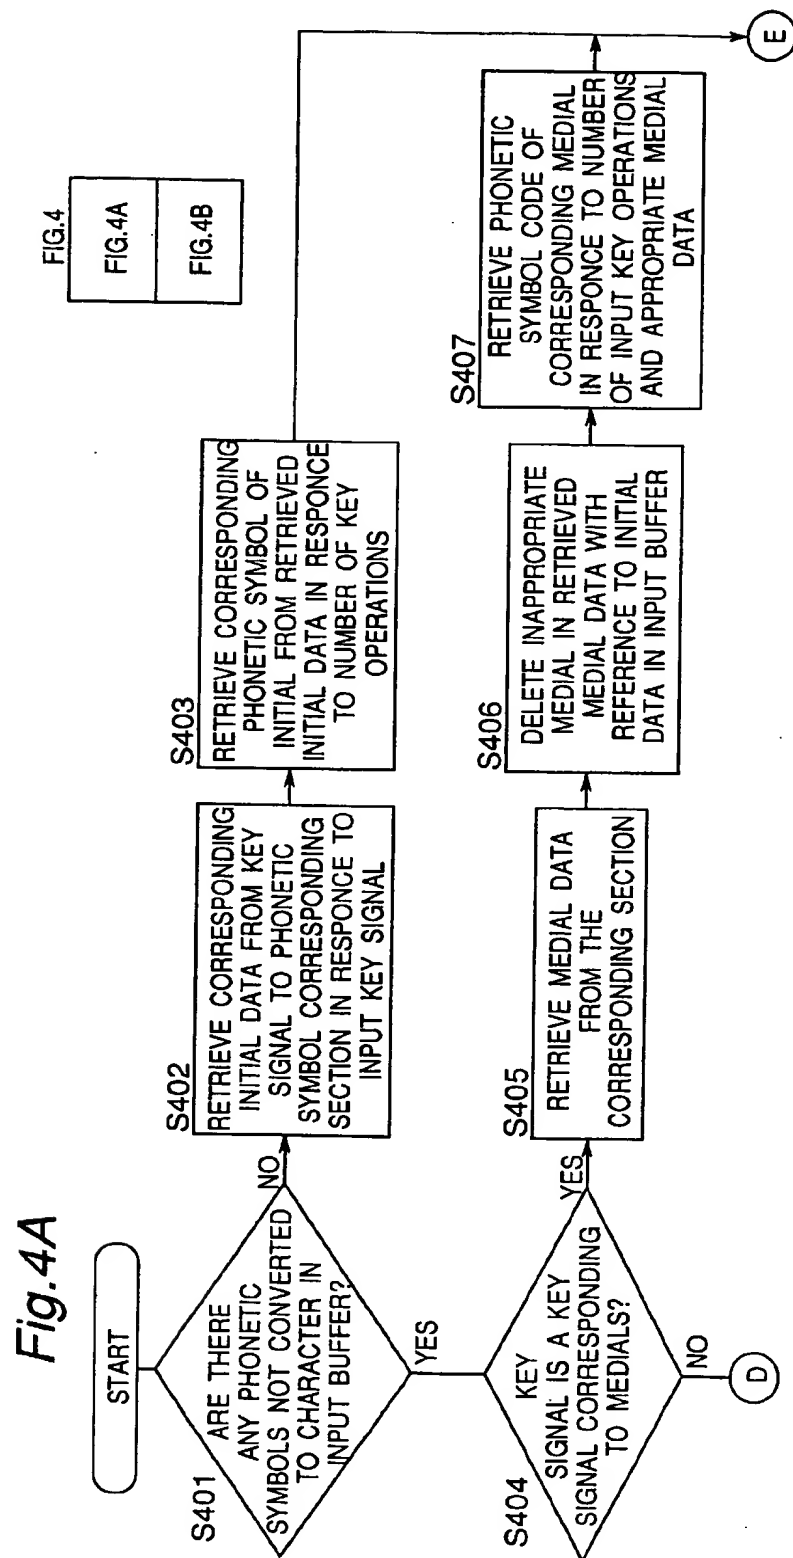 Fig.4A
START
S401
ARE THERE
ANY PHONETIC
SYMBOLS NOT CONVERTED
TO CHARACTER IN
INPUT BUFFER?
NO
YES
S402
RETRIEVE CORRESPONDING
INITIAL DATA FROM KEY
SIGNAL TO PHONETIC
SYMBOL CORRESPONDING
SECTION IN RESPONCE TO
INPUT KEY SIGNAL
S403
RETRIEVE CORRESPONDING
PHONETIC SYMBOL OF
INITIAL FROM RETRIEVED
INITIAL DATA IN RESPONCE
TO NUMBER OF KEY
OPERATIONS
FIG.4
FIG.4A
FIG.4B
S404
KEY
SIGNAL IS A KEY
SIGNAL CORRESPONDING
TO MEDIALS?
YES
NO
D
S405
RETRIEVE MEDIAL DATA
FROM THE
CORRESPONDING SECTION
S406
DELETE INAPPROPRIATE
MEDIAL IN RETRIEVED
MEDIAL DATA WITH
REFERENCE TO INITIAL
DATA IN INPUT BUFFER
S407
RETRIEVE PHONETIC
SYMBOL CODE OF
CORRESPONDING MEDIAL
IN RESPONCE TO NUMBER
OF INPUT KEY OPERATIONS
AND APPROPRIATE MEDIAL
DATA
E